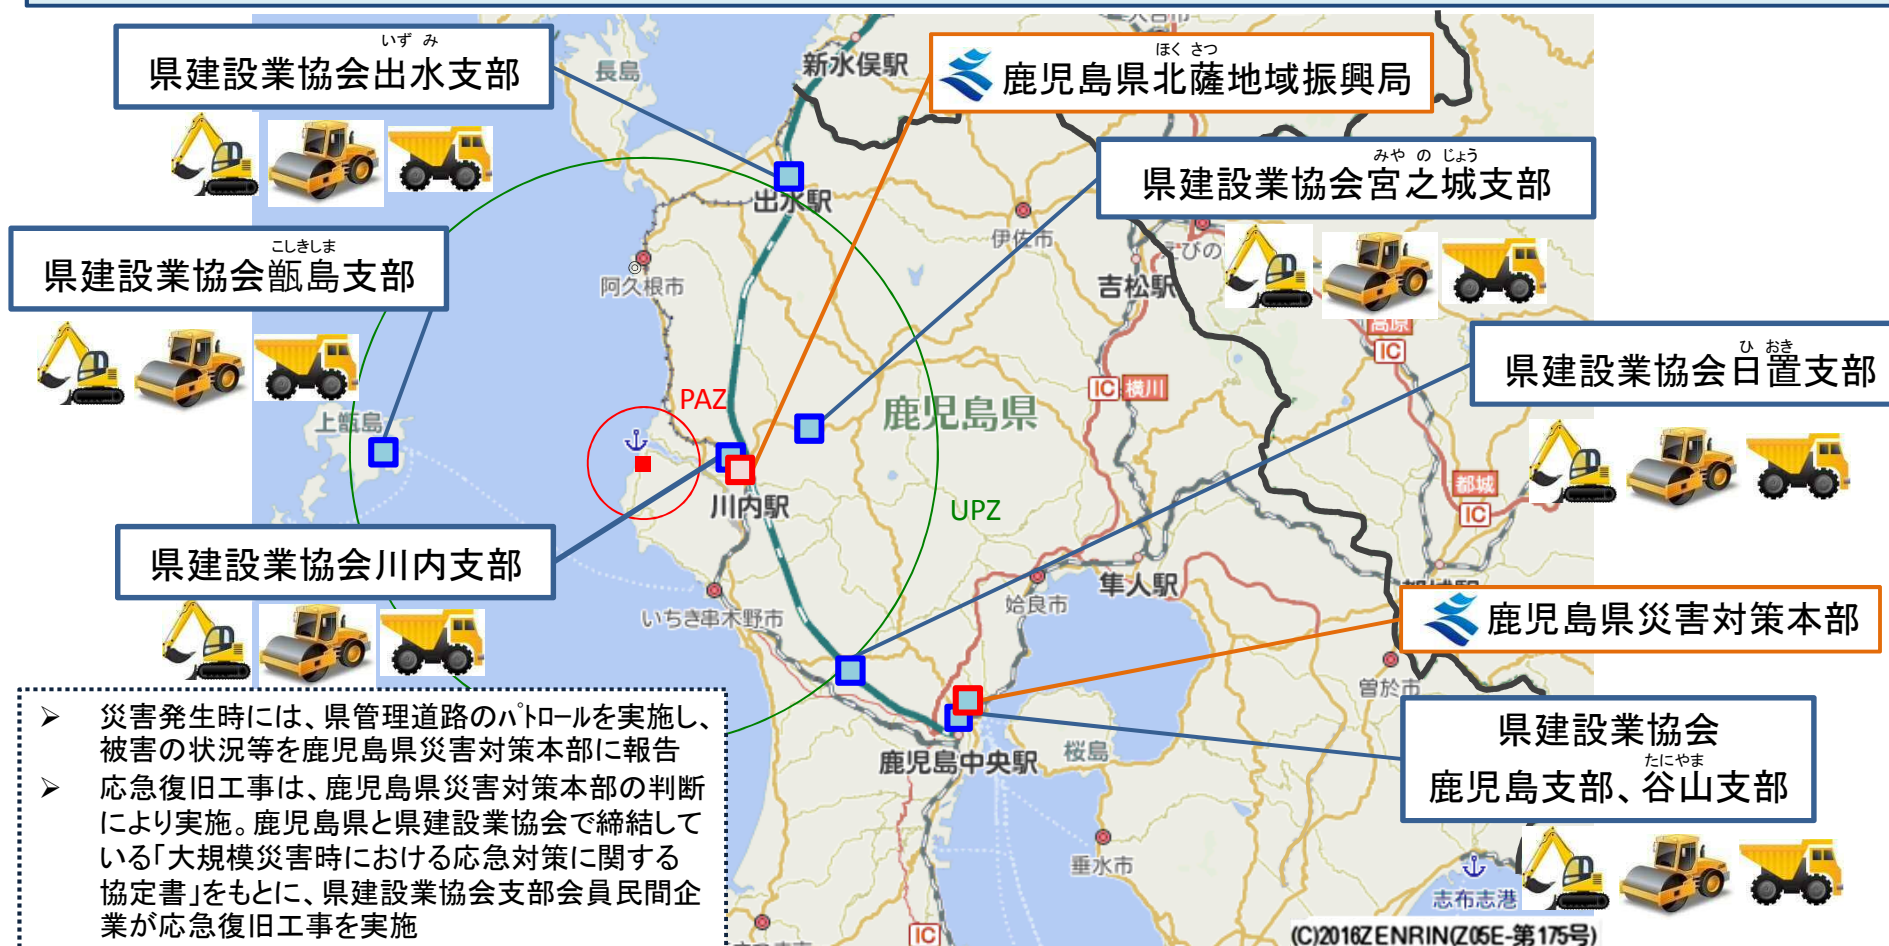 いずみ
県建設業協会出水支部
ほくさつ
鹿児島県北薩地域振興局
みやのじょう
県建設業協会宮之城支部
こしきしま
県建設業協会甑島支部
ひおき
県建設業協会日置支部
県建設業協会川内支部
鹿児島県災害対策本部
県建設業協会
たにやま
鹿児島支部、谷山支部
長島
新水俣駅
出水駅
伊佐市
えびの
阿久根市
吉松駅
高原
IC
上甑島
PAZ
鹿児島県
IC
横川
都城
IC
川内駅
UPZ
いちき串木野市
姶良市
隼人駅
曽於市
鹿児島中央駅
桜島
垂水市
志布志港
IC
➢ 災害発生時には、県管理道路のパトロールを実施し、
被害の状況等を鹿児島県災害対策本部に報告
➢ 応急復旧工事は、鹿児島県災害対策本部の判断
により実施。鹿児島県と県建設業協会で締結して
いる「大規模災害時における応急対策に関する
協定書」をもとに、県建設業協会支部会員民間企
業が応急復旧工事を実施
(C)2016ZENRIN(Z05E-第175号)